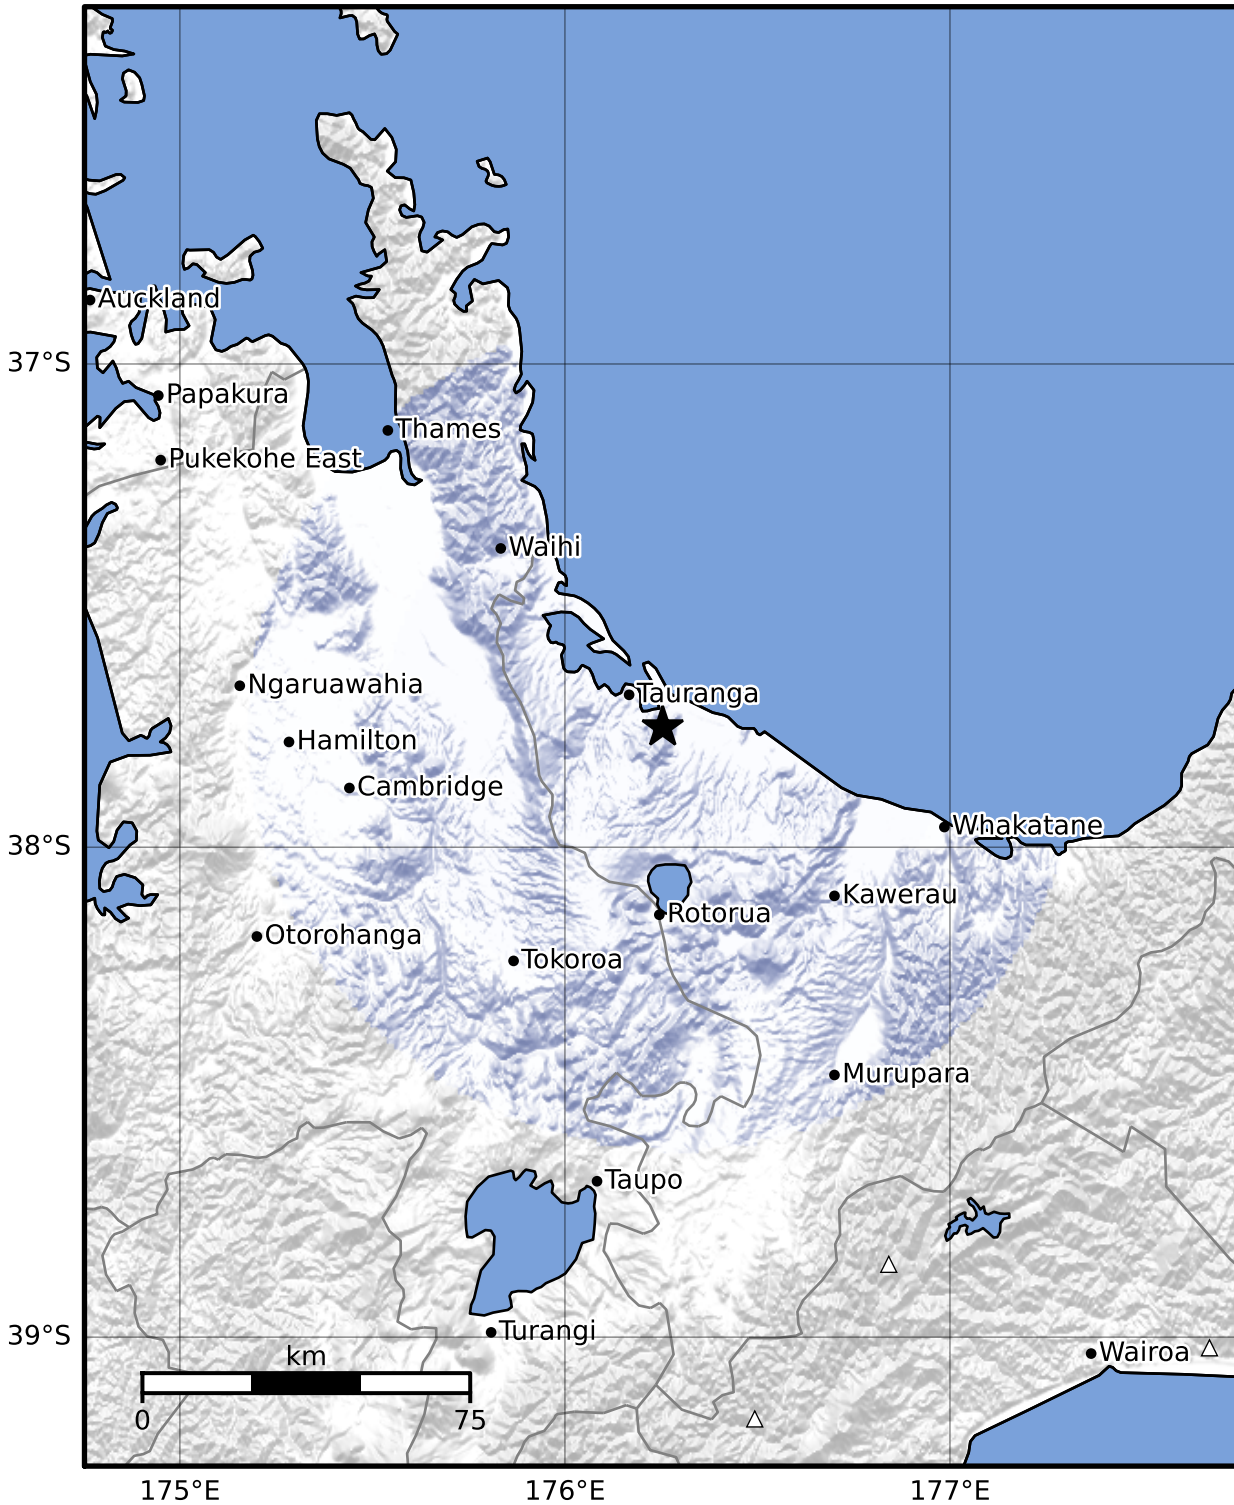 Auckland
37°S
Papakura
Thames
Pukekohe East
Waihi
Ngaruawahia
Tauranga
Hamilton
Cambridge
Whakatane
38°S
Kawerau
Rotorua
Otorohanga
Tokoroa
Murupara
Taupo
Turangi
39°S
Wairoa
km
0
75
175°E
176°E
177°E